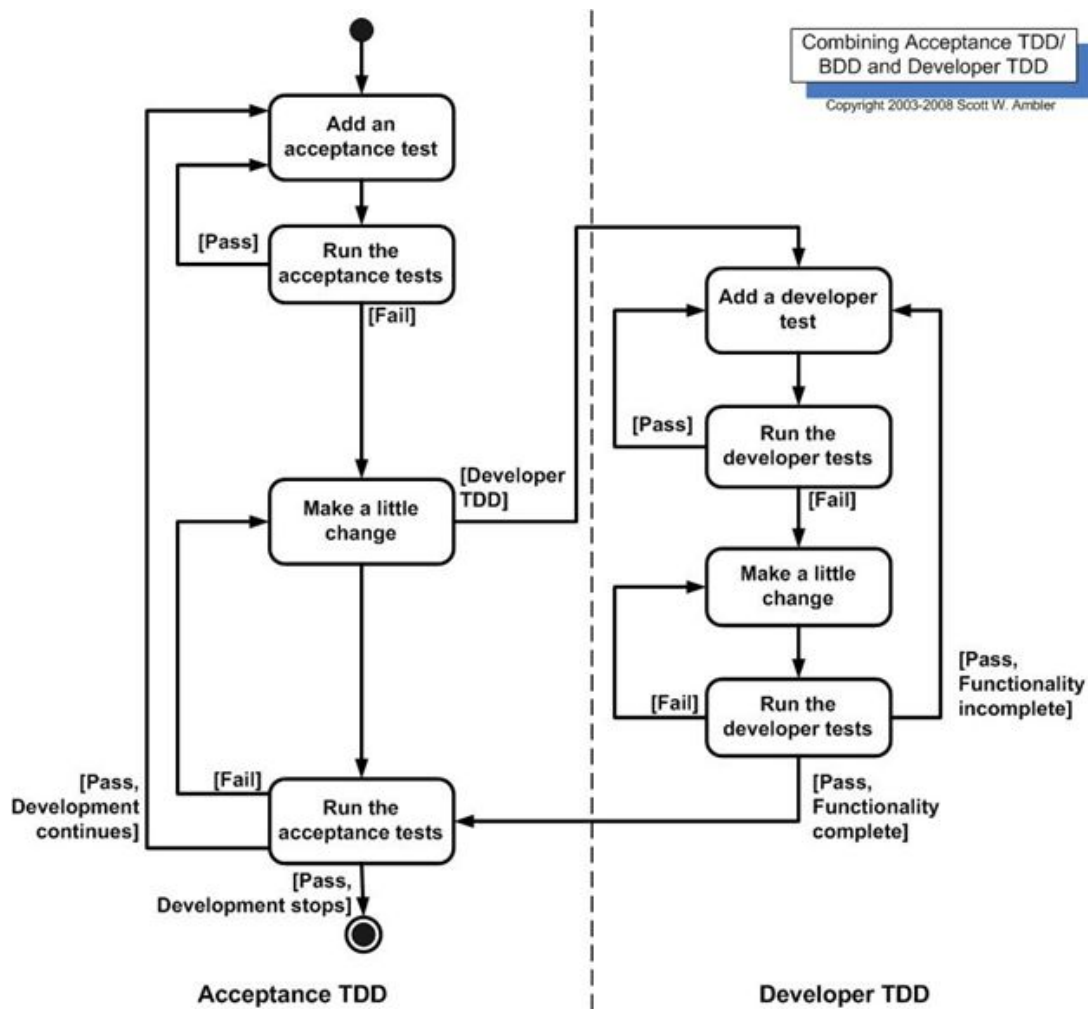 Combining Acceptance TDD/
BDD and Developer TDD
Copyright 2003-2008 Scott W. Ambler
Add an
acceptance test
[Pass]
Run the
acceptance tests
[Fail]
Make a little
change
[Developer
TDD]
[Fail]
[Pass,
Development
continues]
Run the
acceptance tests
[Pass,
Development stops]
Acceptance TDD
Add a developer
test
[Pass]
Run the
developer tests
[Fail]
Make a little
change
[Fail]
Run the
developer tests
[Pass,
Functionality
incomplete]
[Pass,
Functionality
complete]
Developer TDD